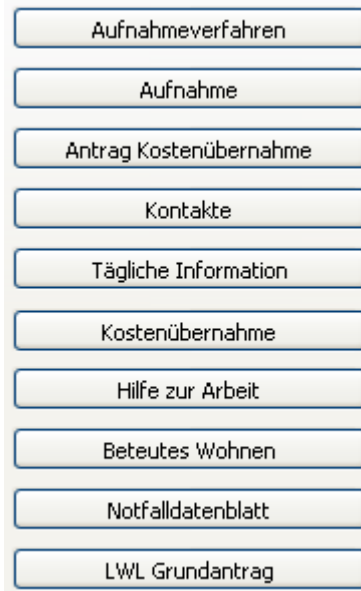 Aufnahmeverfahren
Aufnahme
Antrag Kostenübernahme
Kontakte
Tägliche Information
Kostenübernahme
Hilfe zur Arbeit
Beteutes Wohnen
Notfalldatenblatt
LWL Grundantrag